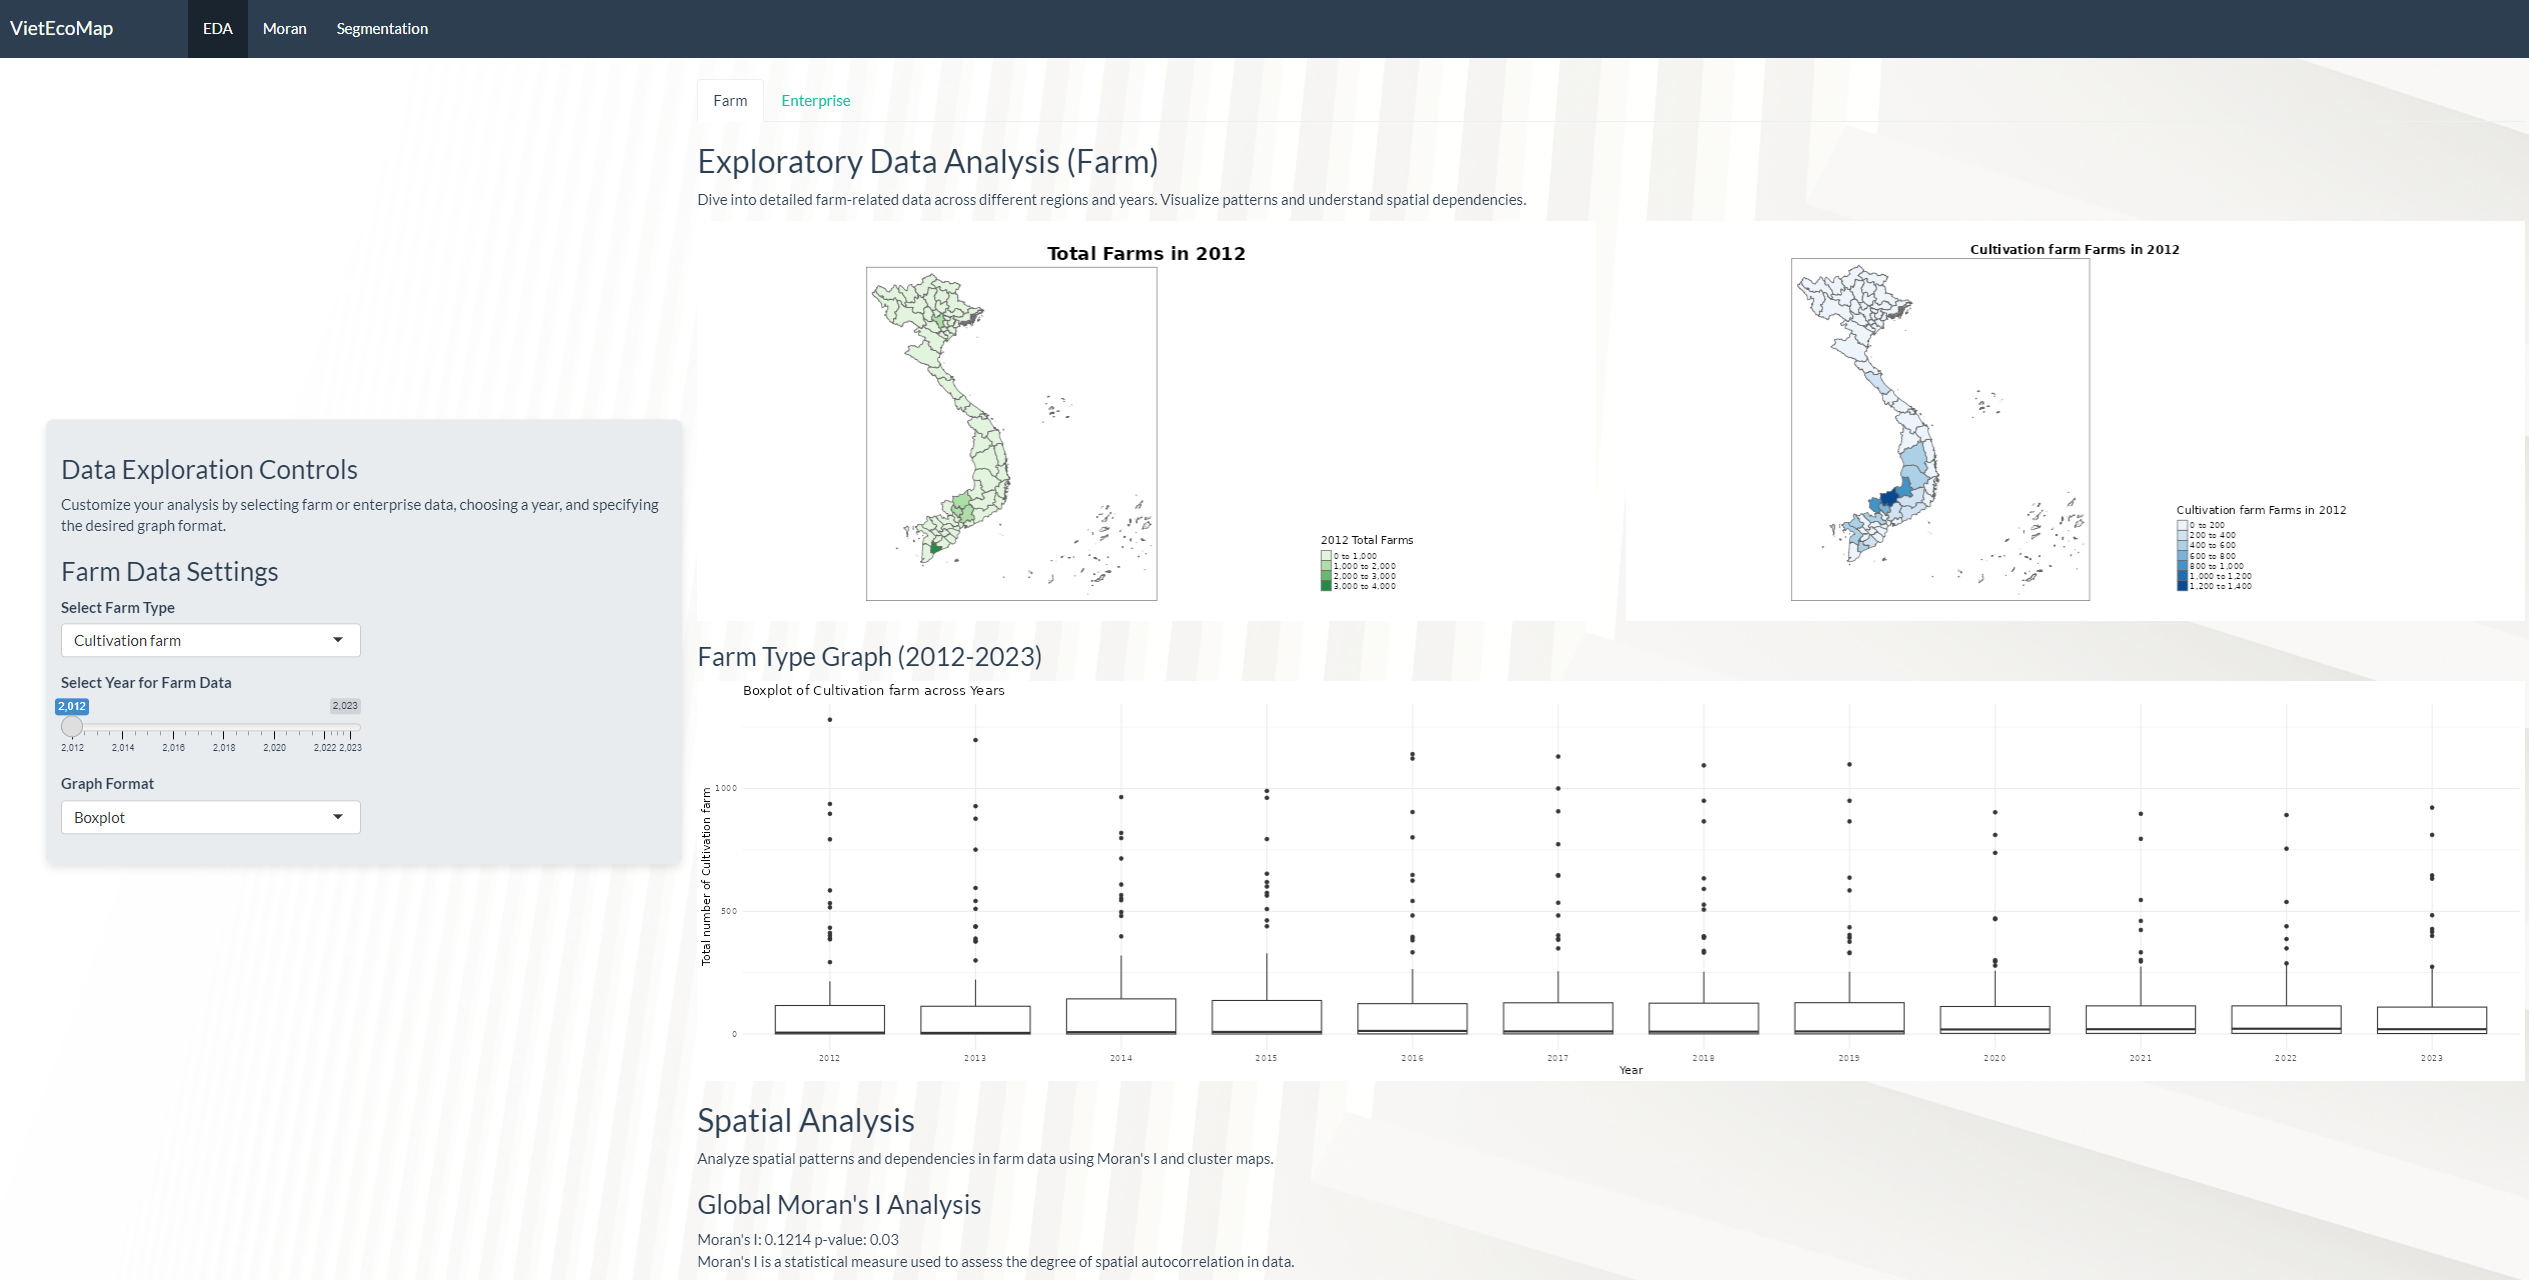 VietEcoMap
EDA
Moran
Segmentation
Farm
Enterprise
Exploratory Data Analysis (Farm)
Dive into detailed farm-related data across different regions and years. Visualize patterns and understand spatial dependencies.
Total Farms in 2012
2012 Total Farms
0 to 1,000
1,000 to 2,000
2,000 to 3,000
3,000 to 4,000
Cultivation farm Farms in 2012
Cultivation farm Farms in 2012
0 to 200
200 to 400
400 to 600
600 to 800
800 to 1,000
1,000 to 1,200
1,200 to 1,400
Data Exploration Controls
Customize your analysis by selecting farm or enterprise data, choosing a year, and specifying
the desired graph format.
Farm Data Settings
Select Farm Type
Cultivation farm
Select Year for Farm Data
2,012
2,023
2,012 2,014 2,016 2,018 2,020 2,022 2,023
Graph Format
Boxplot
Farm Type Graph (2012-2023)
Boxplot of Cultivation farm across Years
Total number of Cultivation farm
1000
500
0
2012 2013 2014 2015 2016 2017 2018 2019 2020 2021 2022 2023
Year
Spatial Analysis
Analyze spatial patterns and dependencies in farm data using Moran's I and cluster maps.
Global Moran's I Analysis
Moran's I: 0.1214 p-value: 0.03
Moran's I is a statistical measure used to assess the degree of spatial autocorrelation in data.